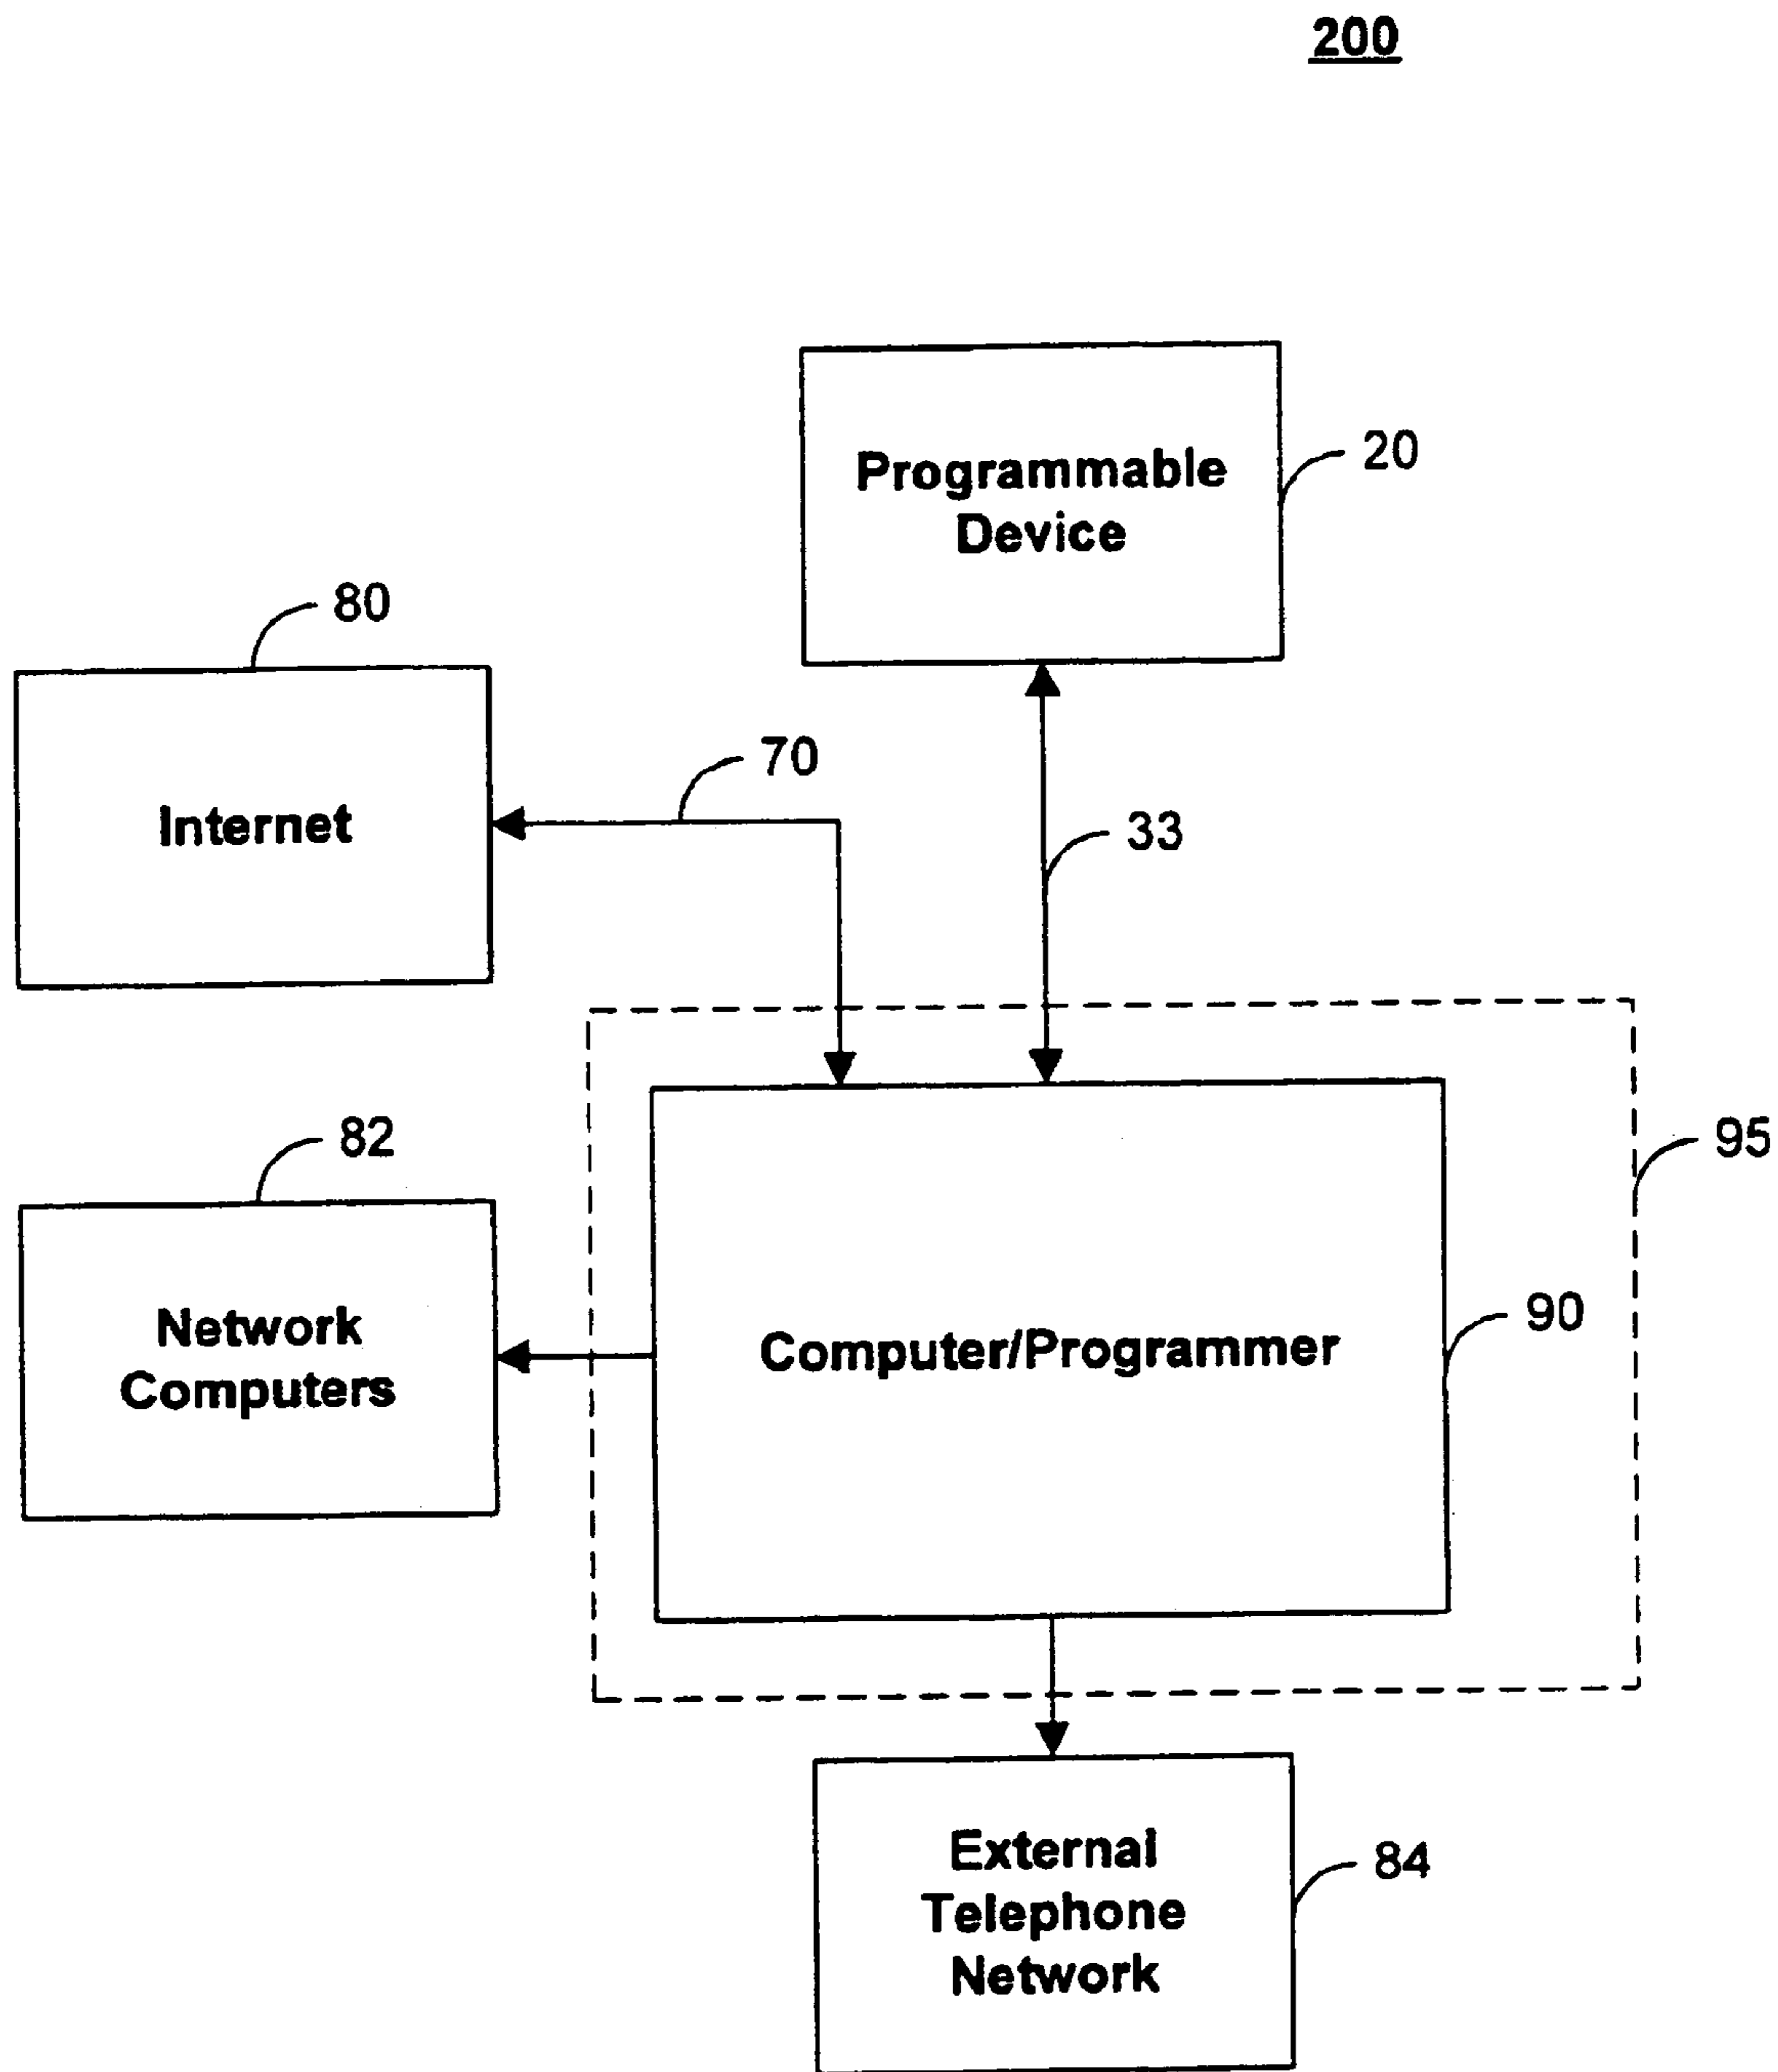 200
Programmable
Device
20
80
Internet
70
33
82
Network
Computers
95
Computer/Programmer
90
External
Telephone
Network
84